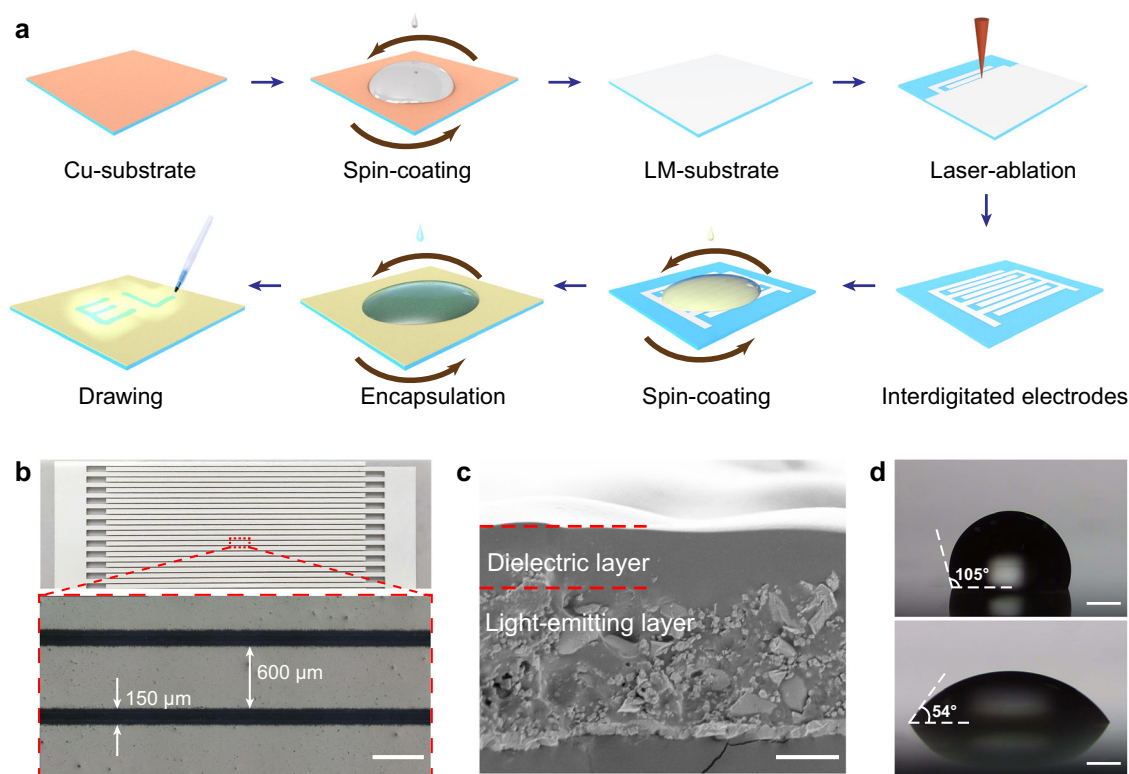 a
Cu-substrate
Spin-coating
LM-substrate
Laser-ablation
Drawing
Encapsulation
Spin-coating
Interdigitated electrodes
EL
b
600 µm
150 µm
c
Dielectric layer
Light-emitting layer
d
105°
54°